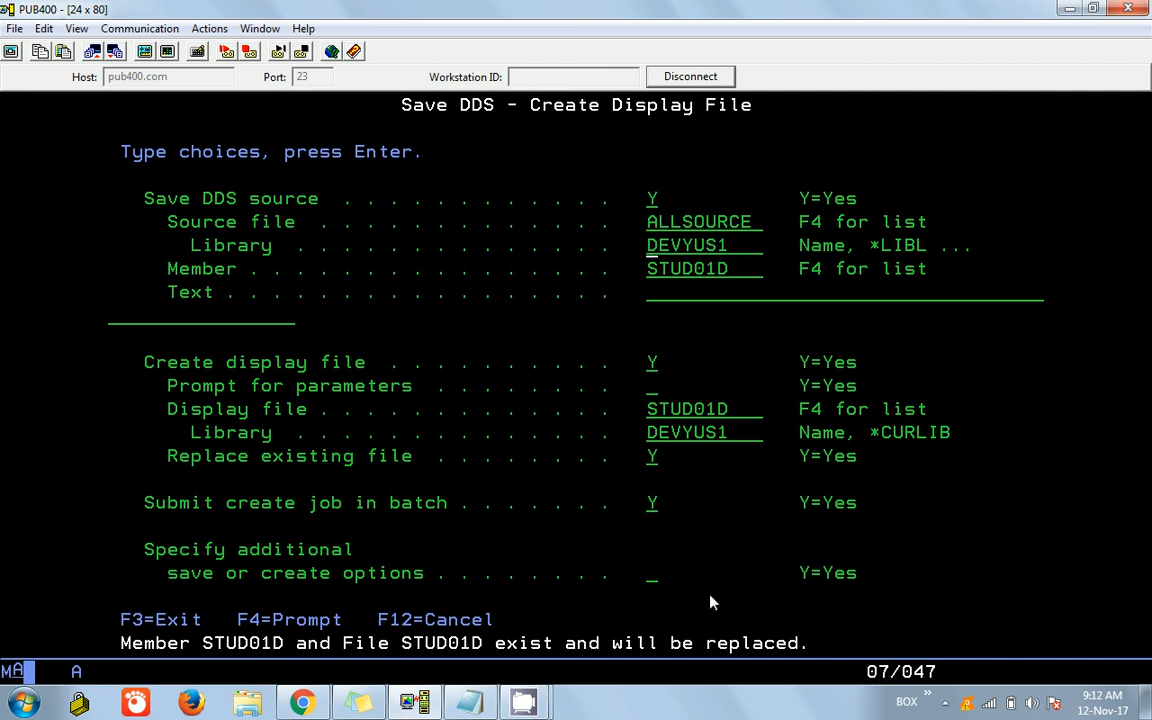 PUB400 - [24 x 80]
File Edit View Communication Actions Window Help
Host: pub400.com Port: 23 Workstation ID: Disconnect
Save DDS - Create Display File
Type choices, press Enter.
Save DDS source . . . . . . . . . . . . Y Y=Yes
Source file . . . . . . . . . . . . . ALLSOURCE F4 for list
Library . . . . . . . . . . . . . . DEVYUS1 Name, *LIBL ...
Member . . . . . . . . . . . . . . . . STUD01D F4 for list
Text . . . . . . . . . . . . . . . . .
Create display file . . . . . . . . . . Y Y=Yes
Prompt for parameters . . . . . . . . _ Y=Yes
Display file . . . . . . . . . . . . . STUD01D F4 for list
Library . . . . . . . . . . . . . . DEVYUS1 Name, *CURLIB
Replace existing file . . . . . . . . Y Y=Yes
Submit create job in batch . . . . . . . Y Y=Yes
Specify additional
save or create options . . . . . . . . _ Y=Yes
F3=Exit F4=Prompt F12=Cancel
Member STUD01D and File STUD01D exist and will be replaced.
MA A 07/047
BOX » 9:12 AM
12-Nov-17